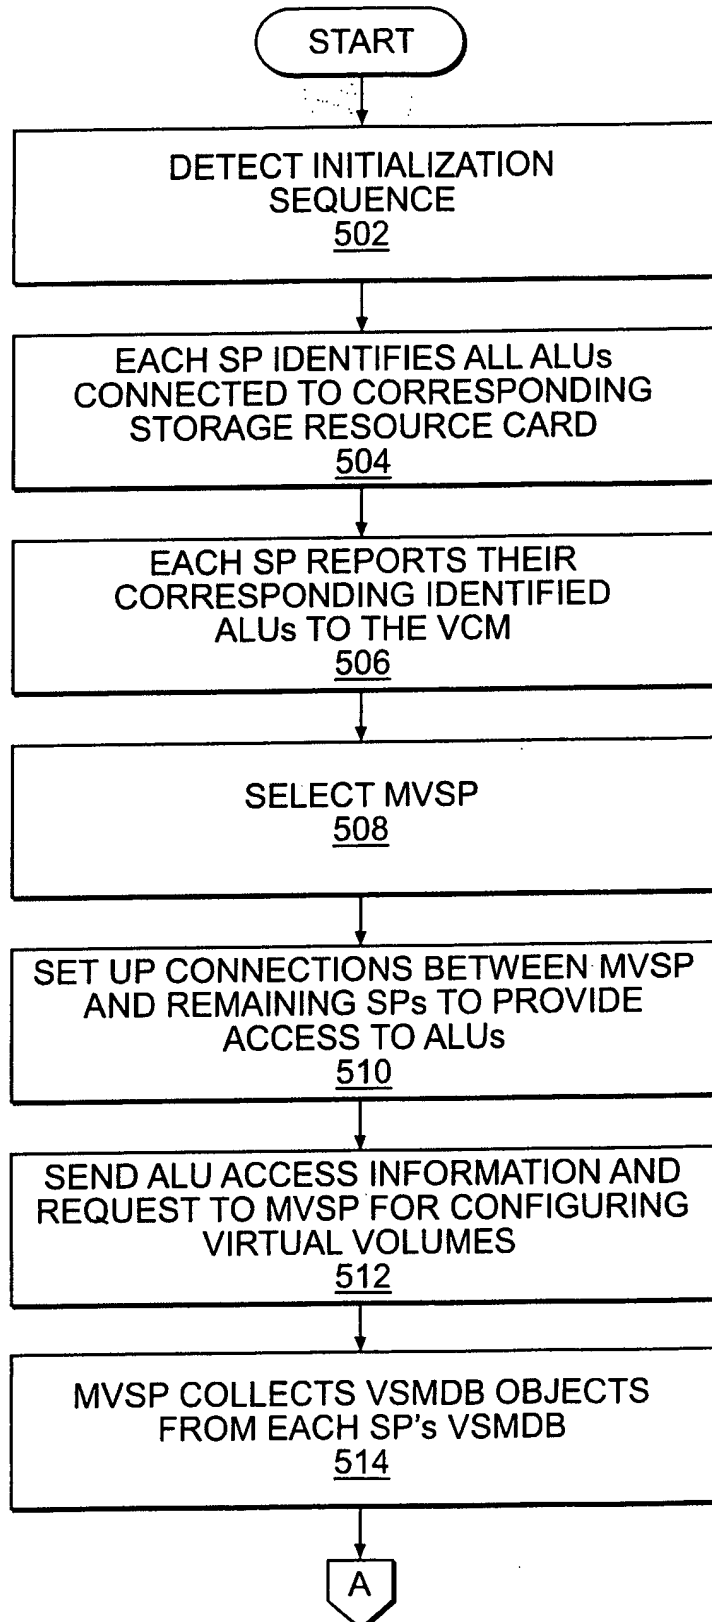 START
DETECT INITIALIZATION
SEQUENCE
502
EACH SP IDENTIFIES ALL ALUs
CONNECTED TO CORRESPONDING
STORAGE RESOURCE CARD
504
EACH SP REPORTS THEIR
CORRESPONDING IDENTIFIED
ALUs TO THE VCM
506
SELECT MVSP
508
SET UP CONNECTIONS BETWEEN MVSP
AND REMAINING SPs TO PROVIDE
ACCESS TO ALUs
510
SEND ALU ACCESS INFORMATION AND
REQUEST TO MVSP FOR CONFIGURING
VIRTUAL VOLUMES
512
MVSP COLLECTS VSMDB OBJECTS
FROM EACH SP's VSMDB
514
A